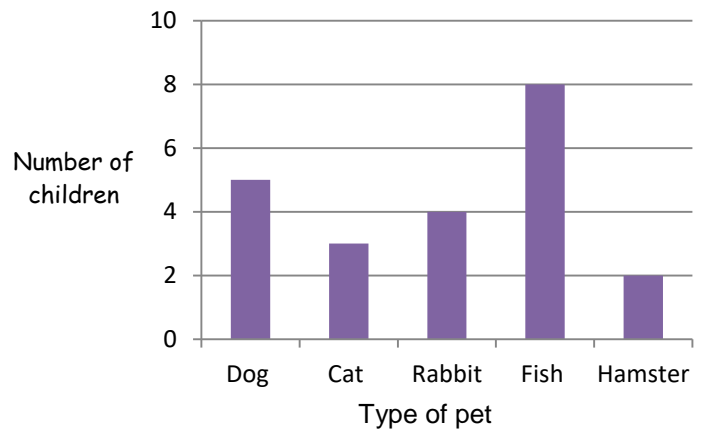 10
8
6
4
2
0
Number of
children
Dog Cat Rabbit Fish Hamster
Type of pet